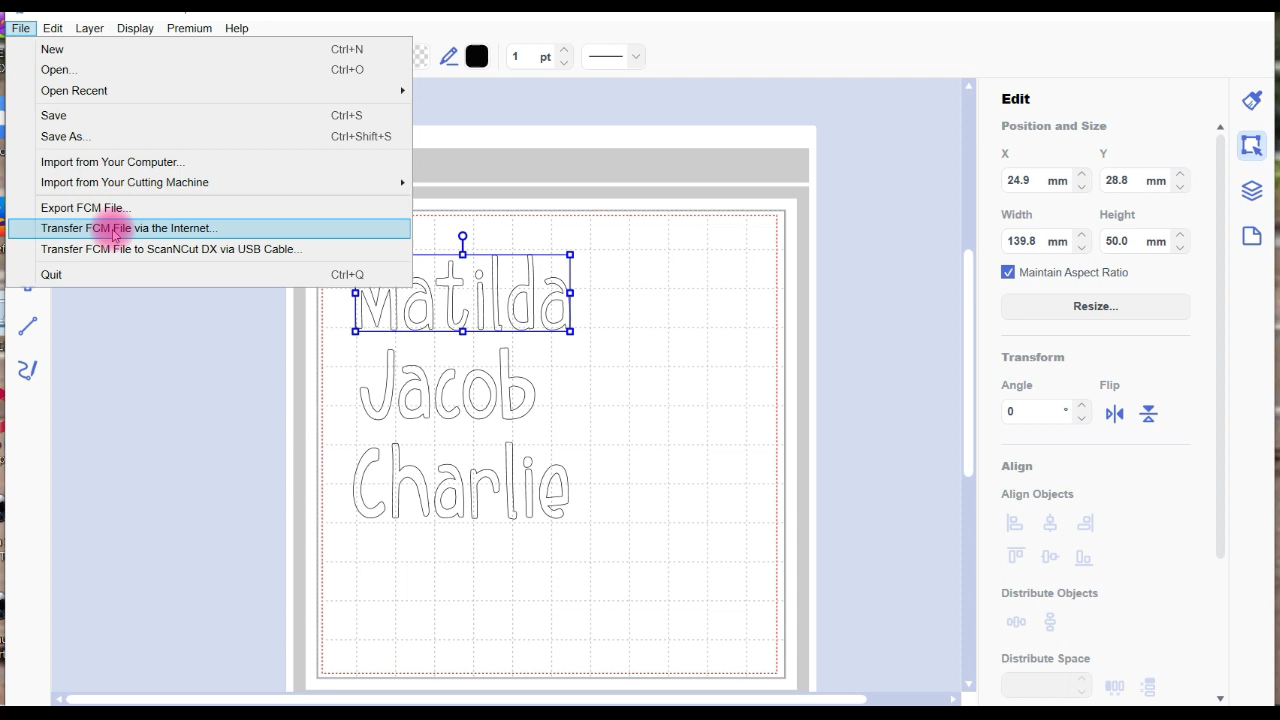 File Edit Layer Display Premium Help
New Ctrl+N
Open... Ctrl+O
Open Recent
Save Ctrl+S
Save As... Ctrl+Shift+S
Import from Your Computer...
Import from Your Cutting Machine
Export FCM File...
Transfer FCM File via the Internet...
Transfer FCM File to ScanNCut DX via USB Cable...
Quit Ctrl+Q
1 pt
Matilda
Jacob
Charlie
Edit
Position and Size
X Y
24.9 mm 28.8 mm
Width Height
139.8 mm 50.0 mm
Maintain Aspect Ratio
Resize...
Transform
Angle Flip
0 °
Align
Align Objects
Distribute Objects
Distribute Space